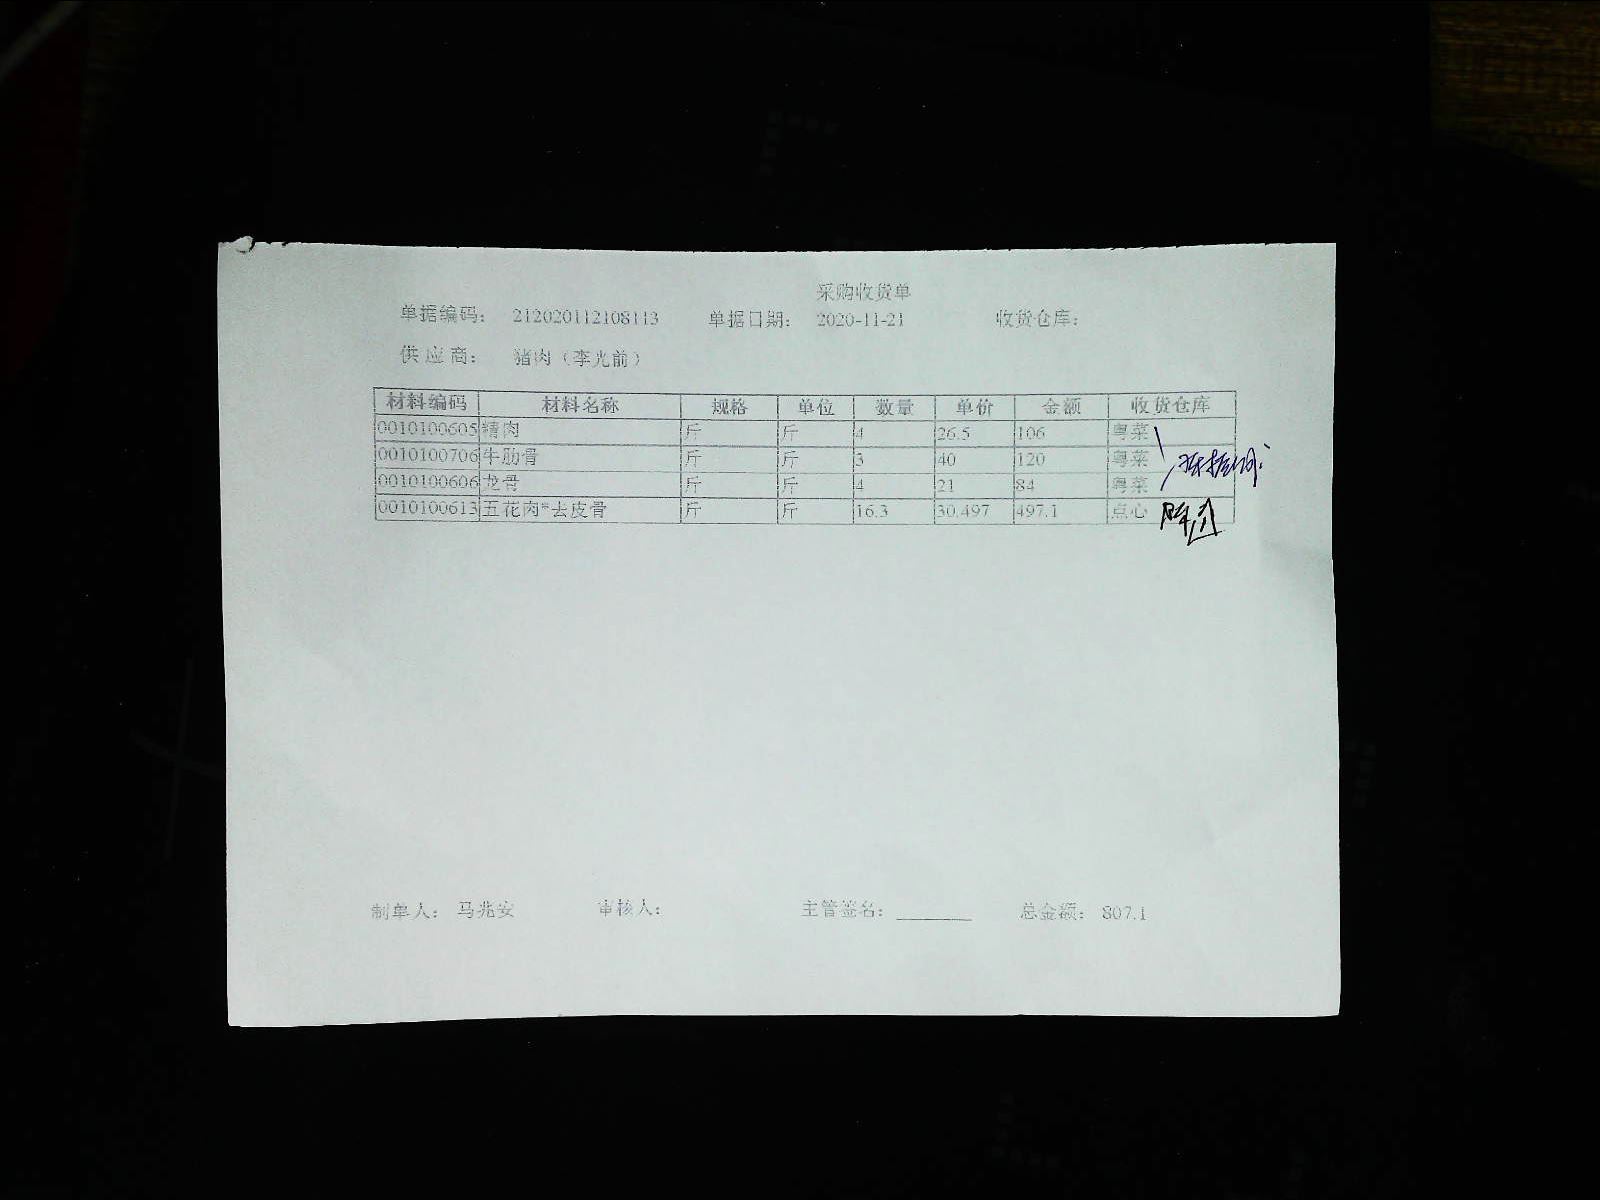 采购收货单
单据编码： 212020112108113 单据日期： 2020-11-21 收货仓库：
供应商： 猪肉（李光前）
材料编码 材料名称 规格 单位 数量 单价 金额 收货仓库
0010100605 精肉 斤 斤 4 26.5 106 粤菜
0010100706 牛肋骨 斤 斤 3 40 120 粤菜
0010100606 龙骨 斤 斤 4 21 84 粤菜
0010100613 五花肉*去皮骨 斤 斤 16.3 30.497 497.1 点心
制单人： 马兆安 审核人： 主管签名： 总金额： 807.1